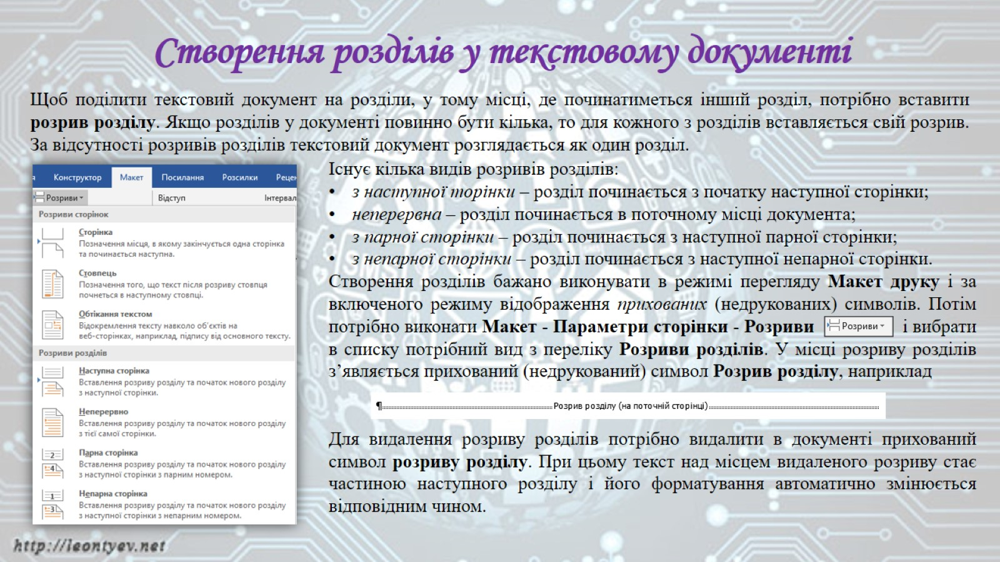 Створення розділів у текстовому документі
Щоб поділити текстовий документ на розділи, у тому місці, де починатиметься інший розділ, потрібно вставити
розрив розділу. Якщо розділів у документі повинно бути кілька, то для кожного з розділів вставляється свій розрив.
За відсутності розривів розділів текстовий документ розглядається як один розділ.
я Конструктор Макет Посилання Розсилки Рецен
Розриви Відступ Інтервал
Розриви сторінок
Сторінка
Позначення місця, в якому закінчується одна сторінка
та починається наступна.
Стовпець
Позначення того, що текст після розриву стовпця
почнеться в наступному стовпці.
Обтікання текстом
Відокремлення тексту навколо об'єктів на
веб-сторінках, наприклад, підпису від основного тексту.
Розриви розділів
Наступна сторінка
Вставлення розриву розділу та початок нового розділу
з наступної сторінки.
Неперервно
Вставлення розриву розділу та початок нового розділу
з тієї самої сторінки.
2
4
Парна сторінка
Вставлення розриву розділу та початок нового розділу
з наступної сторінки з парним номером.
1
3
Непарна сторінка
Вставлення розриву розділу та початок нового розділу
з наступної сторінки з непарним номером.
Існує кілька видів розривів розділів:
• з наступної торінки – розділ починається з початку наступної сторінки;
• неперервна – розділ починається в поточному місці документа;
• з парної сторінки – розділ починається з наступної парної сторінки;
• з непарної сторінки – розділ починається з наступної непарної сторінки.
Створення розділів бажано виконувати в режимі перегляду Макет друку і за
включеного режиму відображення прихованих (недрукованих) символів. Потім
потрібно виконати Макет - Параметри сторінки - Розриви Розриви і вибрати
в списку потрібний вид з переліку Розриви розділів. У місці розриву розділів
з’являється прихований (недрукований) символ Розрив розділу, наприклад
¶ Розрив розділу (на поточній сторінці)
Для видалення розриву розділів потрібно видалити в документі прихований
символ розриву розділу. При цьому текст над місцем видаленого розриву стає
частиною наступного розділу і його форматування автоматично змінюється
відповідним чином.
http://leontyev.net